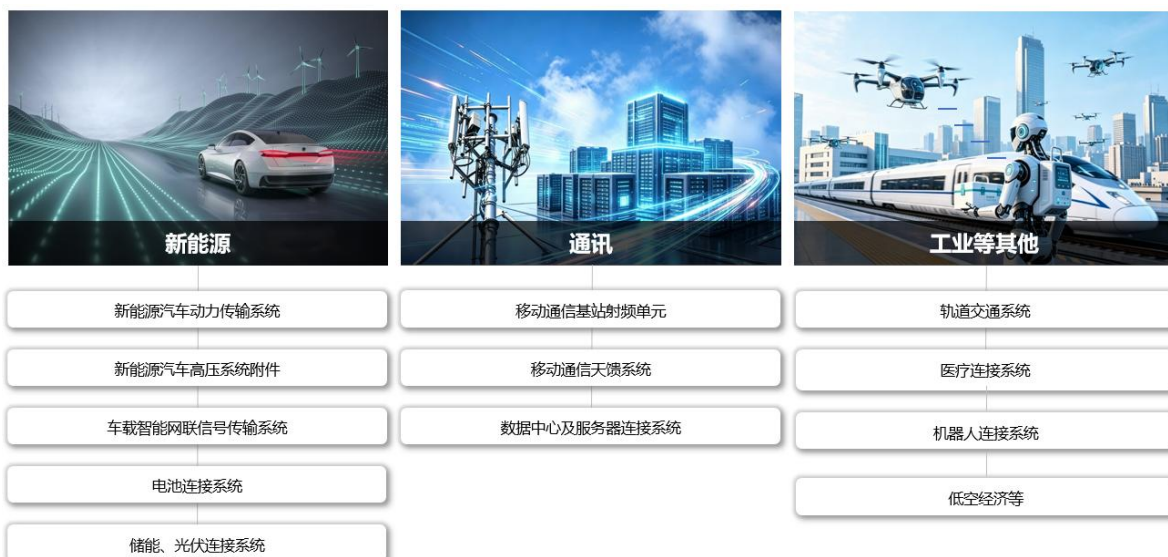 新能源
新能源汽车动力传输系统
新能源汽车高压系统附件
车载智能网联信号传输系统
电池连接系统
储能、光伏连接系统
通讯
移动通信基站射频单元
移动通信天馈系统
数据中心及服务器连接系统
工业等其他
轨道交通系统
医疗连接系统
机器人连接系统
低空经济等